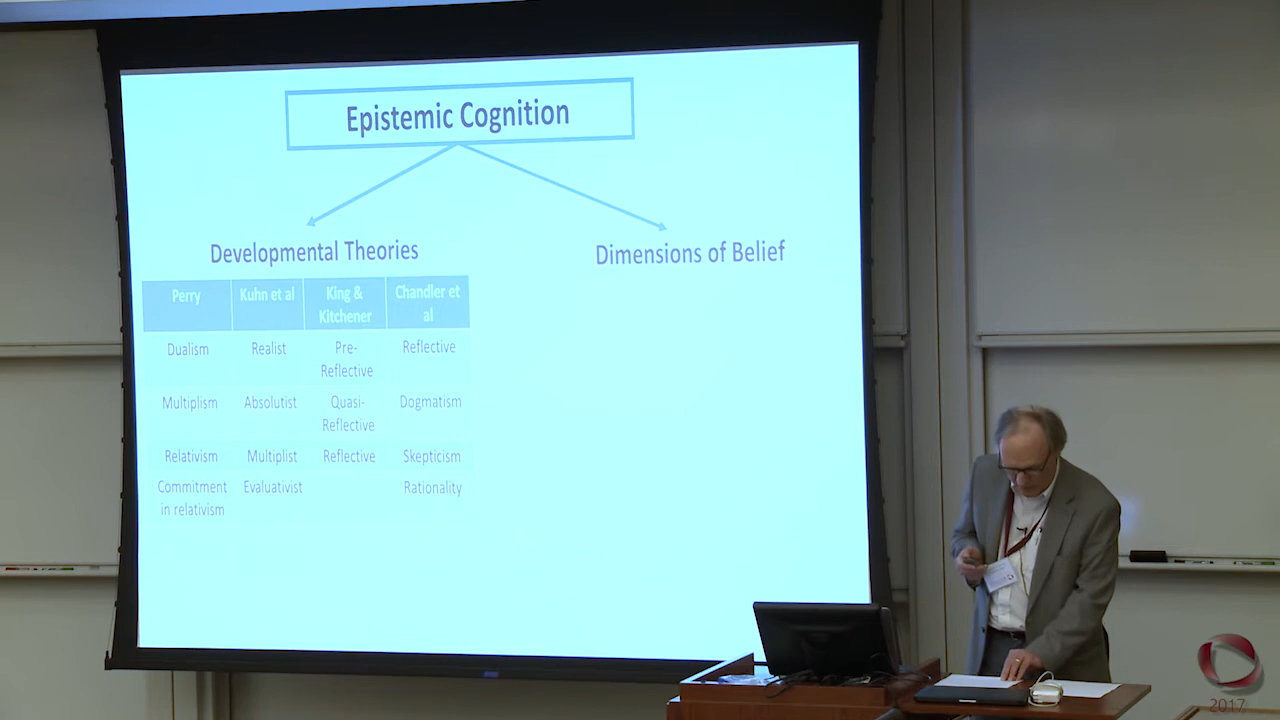 Epistemic Cognition
Developmental Theories
Dimensions of Belief
Perry Kuhn et al King & Kitchener Chandler et al
Dualism Realist Pre-Reflective Reflective
Multiplism Absolutist Quasi-Reflective Dogmatism
Relativism Multiplist Reflective Skepticism
Commitment in relativism Evaluativist Rationality
2017